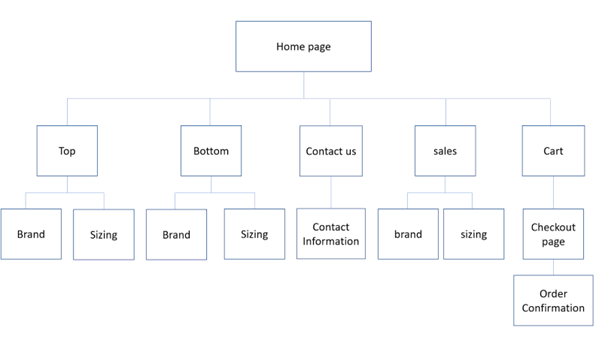 Home page
Top
Bottom
Contact us
sales
Cart
Brand
Sizing
Brand
Sizing
Contact
Information
brand
sizing
Checkout
page
Order
Confirmation